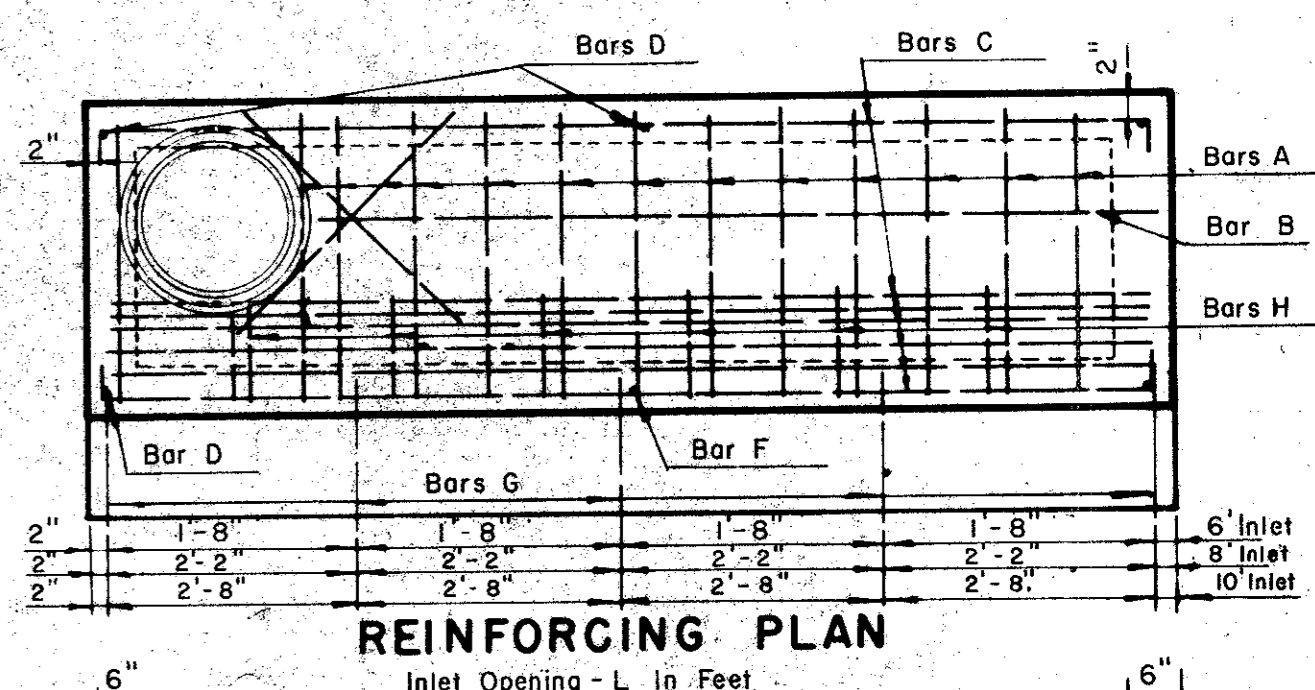 Bars D
Bars C
2"
2"
Bars A
Bar B
Bars H
Bar D
Bar F
Bars G
2" 1'-8" 1'-8" 1'-8" 1'-8" 6' Inlet
2" 2'-2" 2'-2" 2'-2" 2'-2" 8' Inlet
2" 2'-8" 2'-8" 2'-8" 2'-8" 10' Inlet
REINFORCING PLAN
6" Inlet Opening - L In Feet 6"